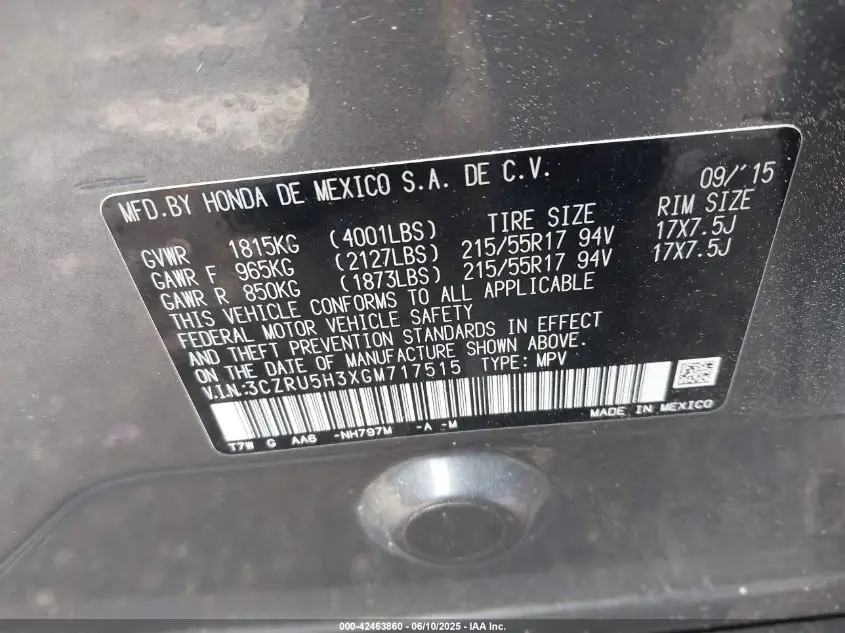 MFD.BY HONDA DE MEXICO S.A. DE C.V. 09/'15
TIRE SIZE RIM SIZE
GVWR 1815KG (4001LBS)
GAWR F 965KG (2127LBS) 215/55R17 94V 17X7.5J
GAWR R 850KG (1873LBS) 215/55R17 94V 17X7.5J
THIS VEHICLE CONFORMS TO ALL APPLICABLE
FEDERAL MOTOR VEHICLE SAFETY
AND THEFT PREVENTION STANDARDS IN EFFECT
ON THE DATE OF MANUFACTURE SHOWN ABOVE.
V.I.N.:3CZRU5H3XGM717515 TYPE: MPV
T7W G AA6 -NH797M -A -M MADE IN MEXICO
000-42463860 - 06/10/2025 - IAA Inc.